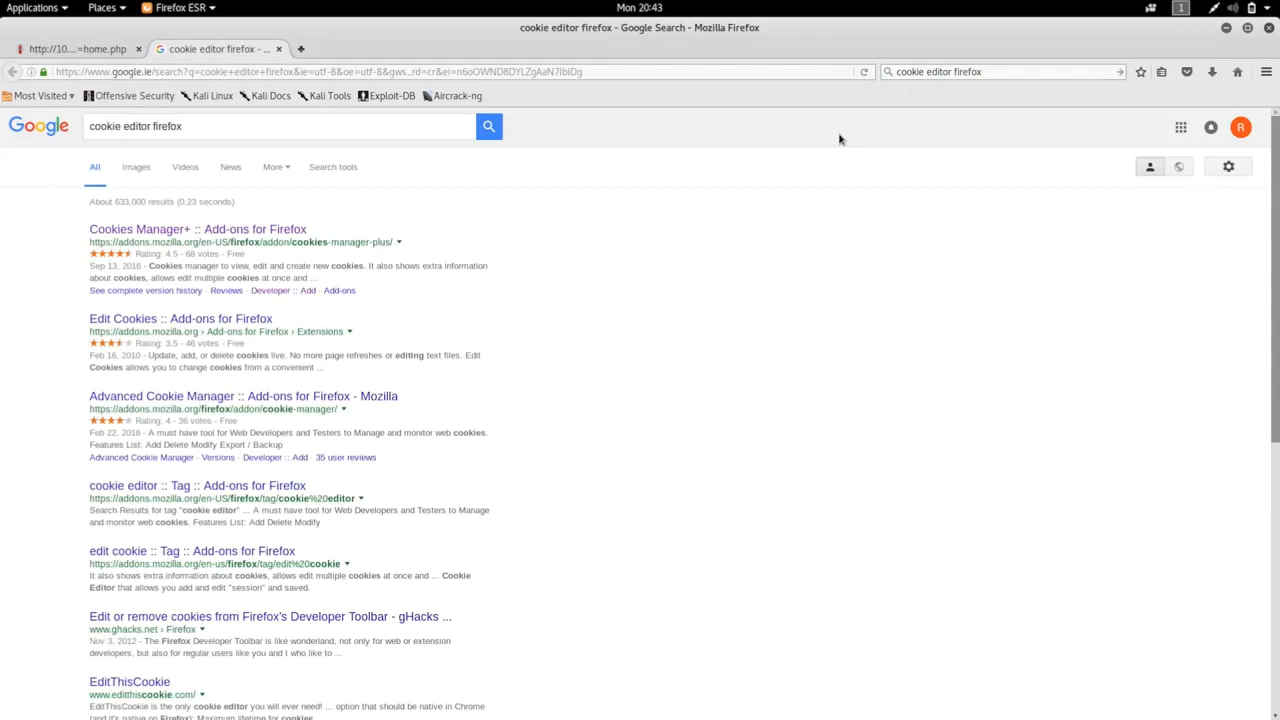 Applications Places Firefox ESR Mon 20:43 1
cookie editor firefox - Google Search - Mozilla Firefox
http://10....=home.php × cookie editor firefox - ... ×
https://www.google.ie/search?q=cookie+editor+firefox&ie=utf-8&oe=utf-8&gws_rd=cr&ei=n6oOWND8DYLZgAaN7IbIDg cookie editor firefox
Most Visited Offensive Security Kali Linux Kali Docs Kali Tools Exploit-DB Aircrack-ng
Google cookie editor firefox R
All Images Videos News More Search tools
About 633,000 results (0.23 seconds)
Cookies Manager+ :: Add-ons for Firefox
https://addons.mozilla.org/en-US/firefox/addon/cookies-manager-plus/
Rating: 4.5 - 68 votes - Free
Sep 13, 2016 - Cookies manager to view, edit and create new cookies. It also shows extra information
about cookies, allows edit multiple cookies at once and ...
See complete version history · Reviews · Developer :: Add · Add-ons
Edit Cookies :: Add-ons for Firefox
https://addons.mozilla.org › Add-ons for Firefox › Extensions
Rating: 3.5 - 46 votes - Free
Feb 16, 2010 - Update, add, or delete cookies live. No more page refreshes or editing text files. Edit
Cookies allows you to change cookies from a convenient ...
Advanced Cookie Manager :: Add-ons for Firefox - Mozilla
https://addons.mozilla.org/firefox/addon/cookie-manager/
Rating: 4 - 36 votes - Free
Feb 22, 2016 - A must have tool for Web Developers and Testers to Manage and monitor web cookies.
Features List: Add Delete Modify Export / Backup
Advanced Cookie Manager · Versions · Developer :: Add · 35 user reviews
cookie editor :: Tag :: Add-ons for Firefox
https://addons.mozilla.org/en-US/firefox/tag/cookie%20editor
Search Results for tag "cookie editor" ... A must have tool for Web Developers and Testers to Manage
and monitor web cookies. Features List: Add Delete Modify
edit cookie :: Tag :: Add-ons for Firefox
https://addons.mozilla.org/en-us/firefox/tag/edit%20cookie
It also shows extra information about cookies, allows edit multiple cookies at once and ... Cookie
Editor that allows you add and edit "session" and saved.
Edit or remove cookies from Firefox's Developer Toolbar - gHacks ...
www.ghacks.net › Firefox
Nov 3, 2012 - The Firefox Developer Toolbar is like wonderland, not only for web or extension
developers, but also for regular users like you and I who like to ...
EditThisCookie
www.editthiscookie.com/
EditThisCookie is the only cookie editor you will ever need! ... option that should be native in Chrome
(and it's native on Firefox): Maximum lifetime for cookies.